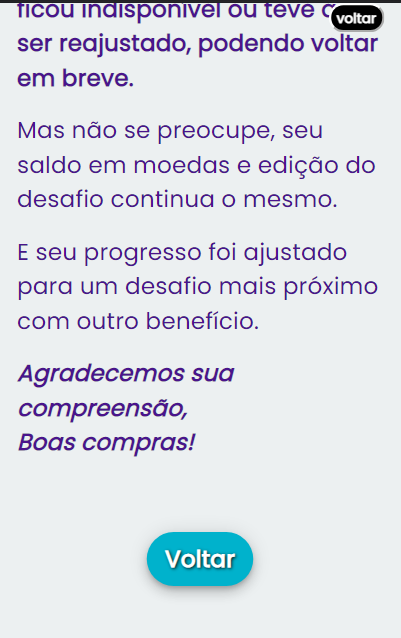 ficou indisponível ou teve
voltar
ser reajustado, podendo voltar
em breve.
Mas não se preocupe, seu
saldo em moedas e edição do
desafio continua o mesmo.
E seu progresso foi ajustado
para um desafio mais próximo
com outro benefício.
Agradecemos sua
compreensão,
Boas compras!
Voltar